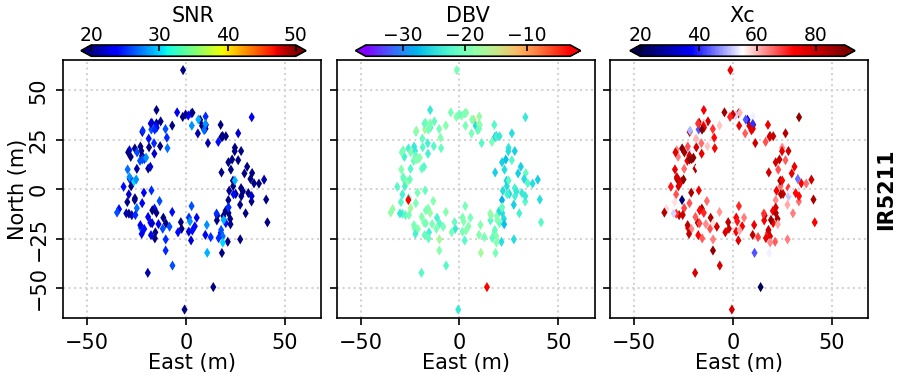 SNR DBV Xc
20 30 40 50 −30 −20 −10 20 40 60 80
50
25
0
−25
−50
North (m)
−50 0 50 −50 0 50 −50 0 50
East (m) East (m) East (m)
IR5211